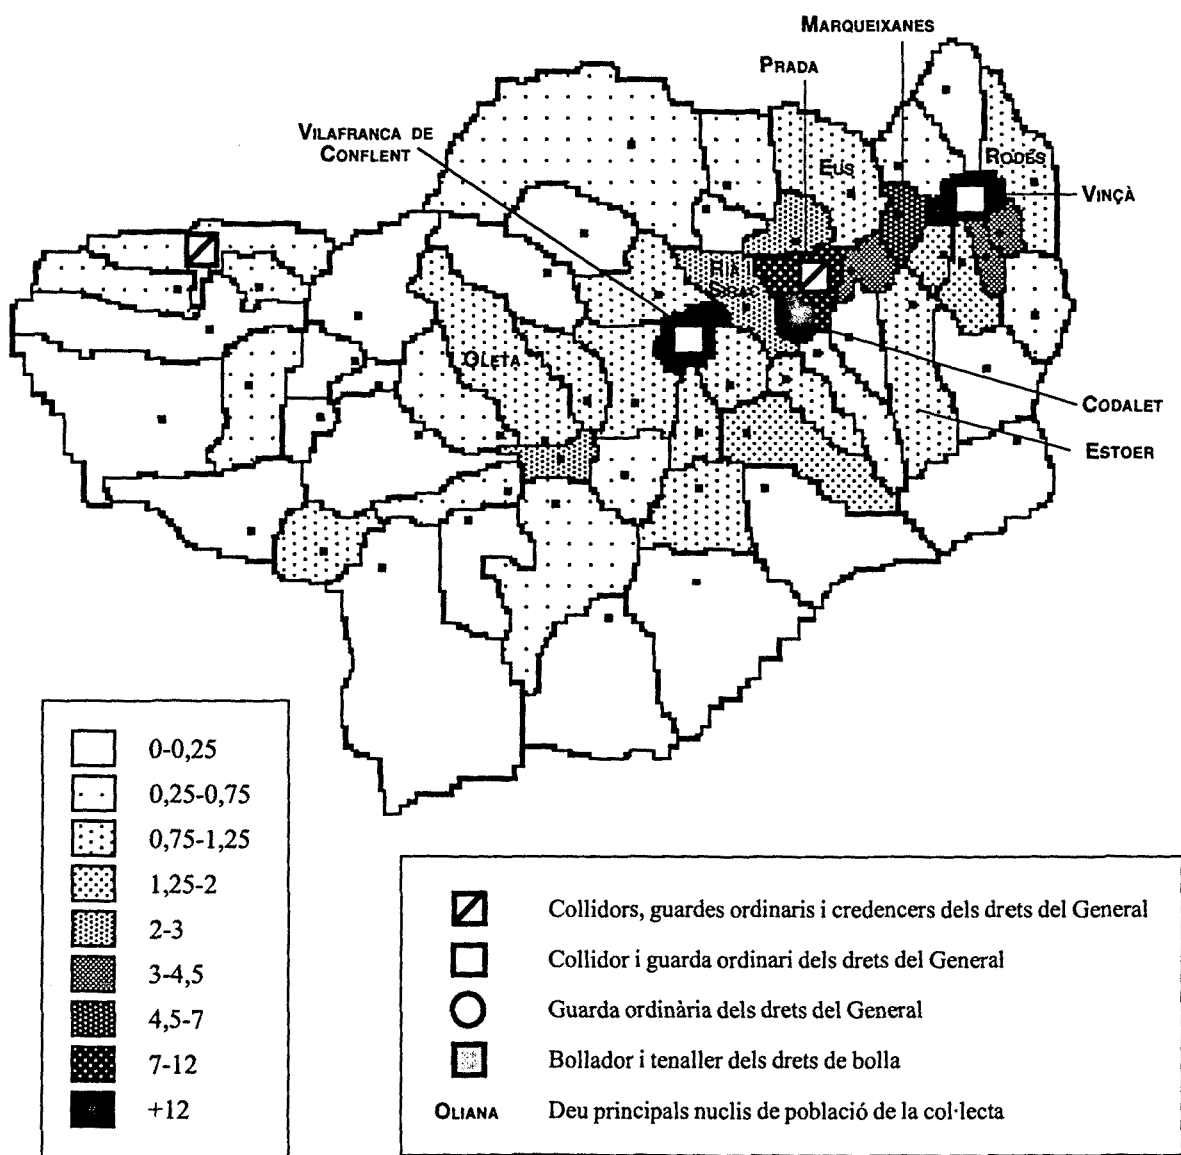 MARQUEIXANES
PRADA
VILAFRANCA DE
CONFLENT
EUS
RODÉS
VINÇÀ
RIÀ
OLETA
CODALET
ESTOER
0-0,25
0,25-0,75
0,75-1,25
1,25-2
2-3
3-4,5
4,5-7
7-12
+12
Collidors, guardes ordinaris i credencers dels drets del General
Collidor i guarda ordinari dels drets del General
Guarda ordinària dels drets del General
Bollador i tenaller dels drets de bolla
OLIANA Deu principals nuclis de població de la col·lecta